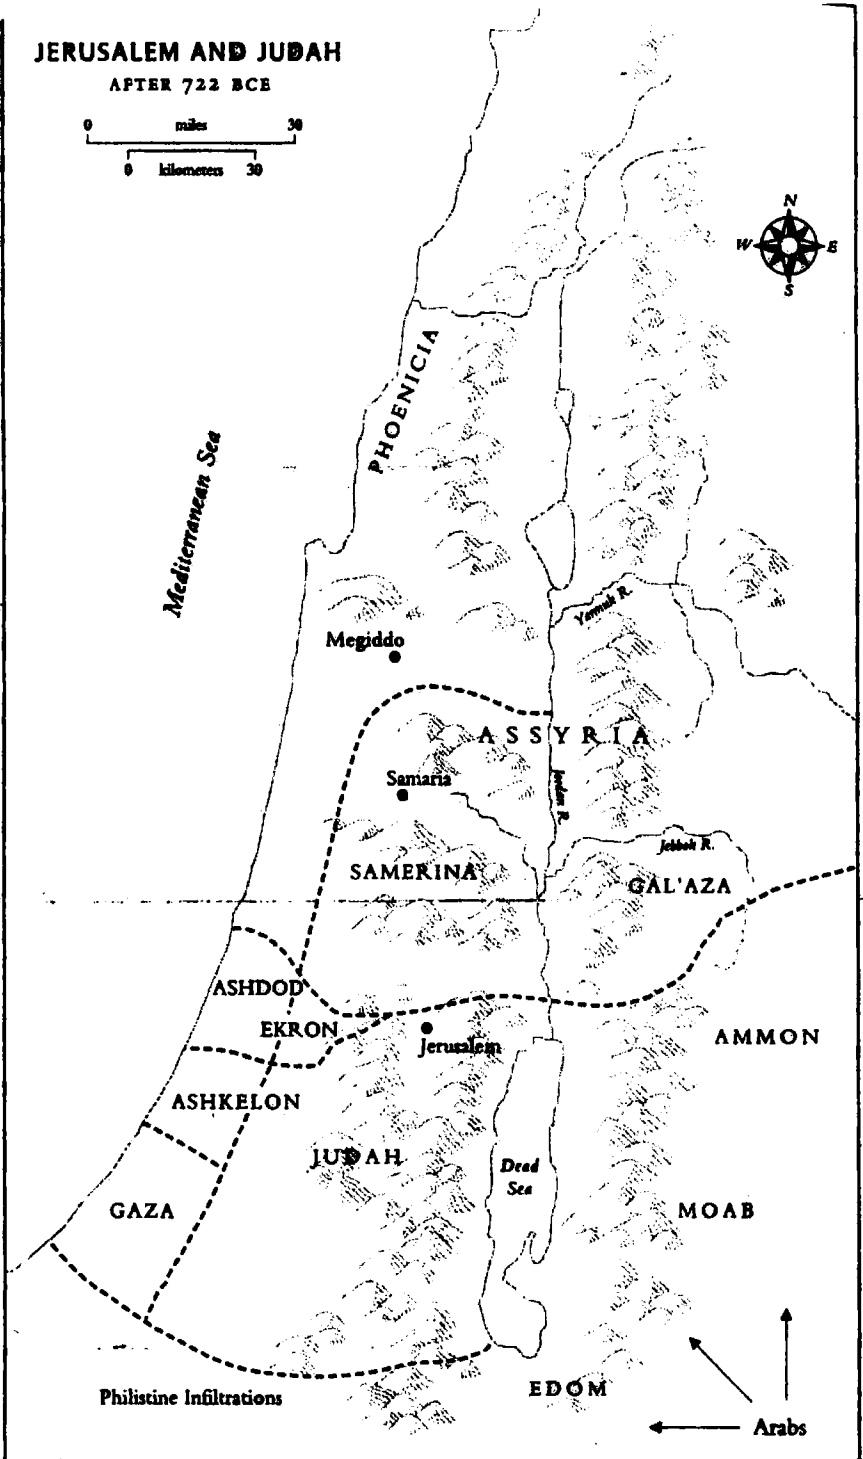 JERUSALEM AND JUDAH
AFTER 722 BCE
0 miles 30
0 kilometers 30
N
W E
S
PHOENICIA
Mediterranean Sea
Megiddo
Yarmuk R.
ASSYRIA
Samaria
Jordan R.
Jabbok R.
SAMERINA
GAL'AZA
ASHDOD
EKRON
Jerusalem
AMMON
ASHKELON
JUDAH
Dead
Sea
GAZA
MOAB
EDOM
Philistine Infiltrations
Arabs